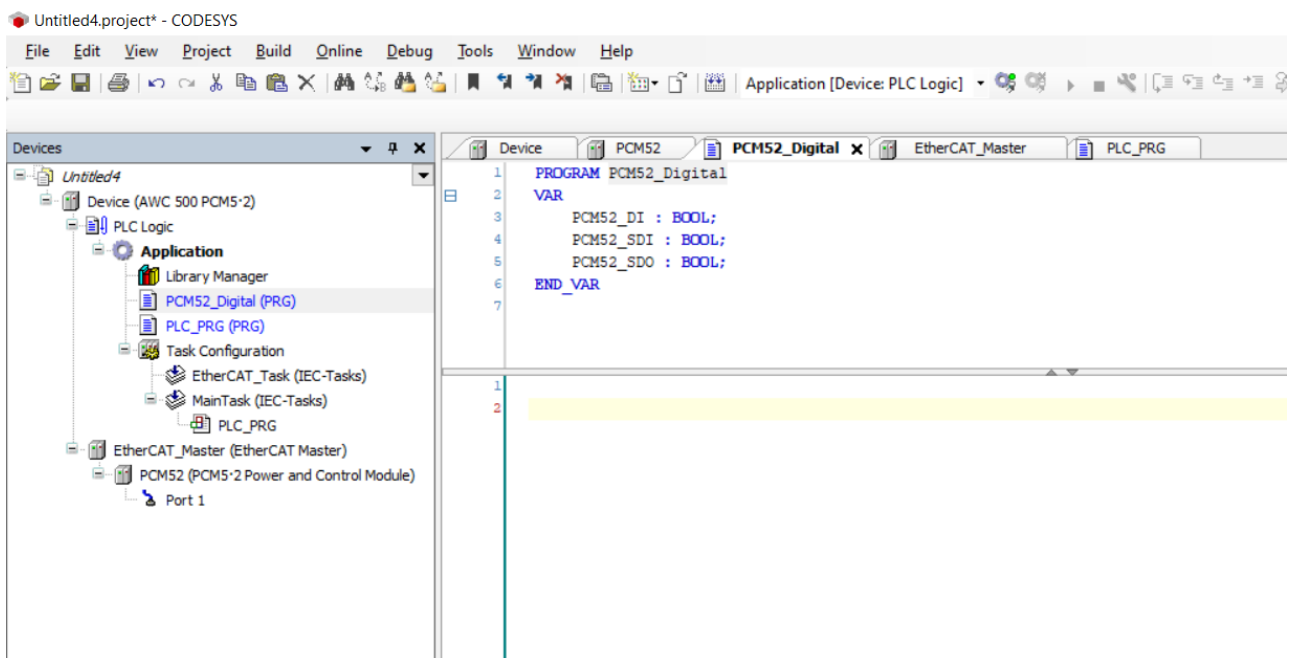 Untitled4.project* - CODESYS
File Edit View Project Build Online Debug Tools Window Help
Application [Device: PLC Logic]
Devices
Device PCM52 PCM52_Digital EtherCAT_Master PLC_PRG
Untitled4
Device (AWC 500 PCM5·2)
PLC Logic
Application
Library Manager
PCM52_Digital (PRG)
PLC_PRG (PRG)
Task Configuration
EtherCAT_Task (IEC-Tasks)
MainTask (IEC-Tasks)
PLC_PRG
EtherCAT_Master (EtherCAT Master)
PCM52 (PCM5·2 Power and Control Module)
Port 1
1 PROGRAM PCM52_Digital
2 VAR
3 PCM52_DI : BOOL;
4 PCM52_SDI : BOOL;
5 PCM52_SDO : BOOL;
6 END_VAR
7
1
2